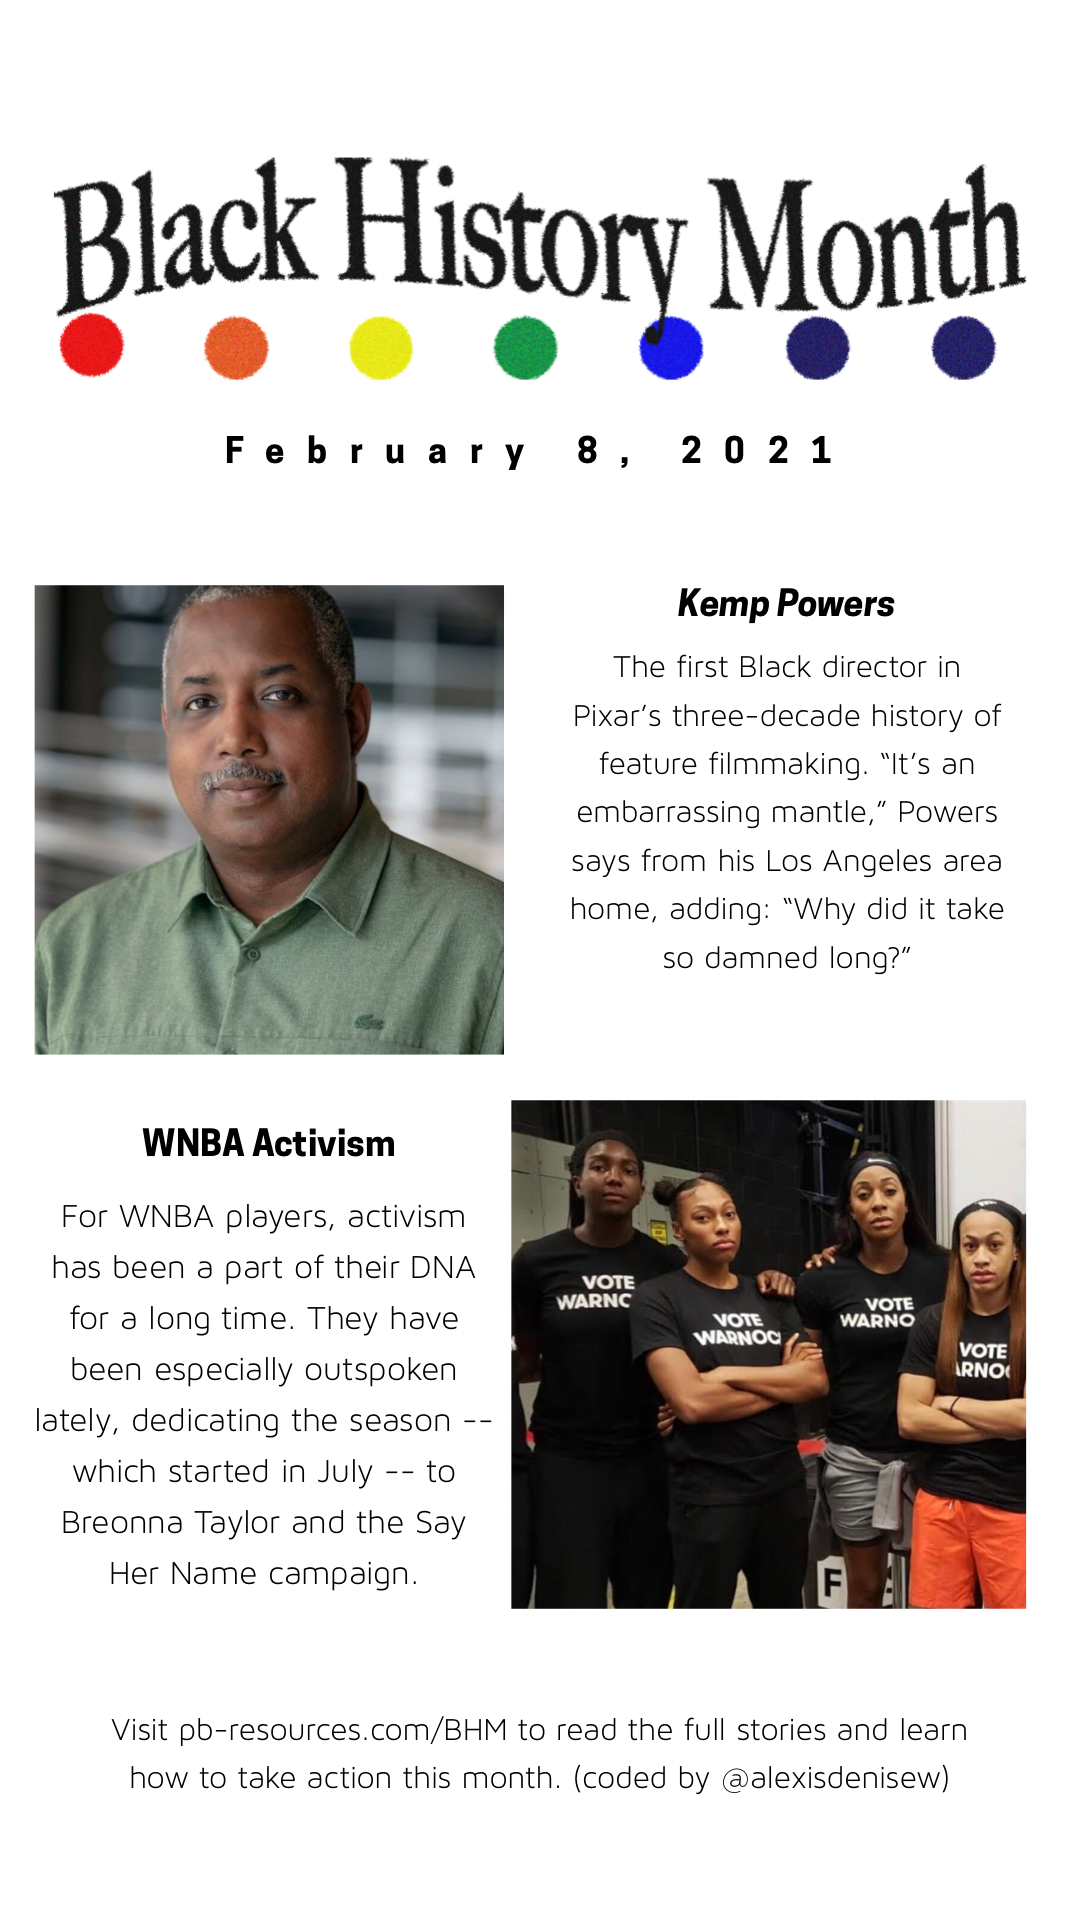 Black History Month
February 8, 2021
Kemp Powers
The first Black director in
Pixar’s three-decade history of
feature filmmaking. “It’s an
embarrassing mantle,” Powers
says from his Los Angeles area
home, adding: “Why did it take
so damned long?”
WNBA Activism
For WNBA players, activism
has been a part of their DNA
for a long time. They have
been especially outspoken
lately, dedicating the season --
which started in July -- to
Breonna Taylor and the Say
Her Name campaign.
VOTE
WARNC
VOTE
WARNOC
VOTE
WARNO
VOTE
ARNO
F
Visit pb-resources.com/BHM to read the full stories and learn
how to take action this month. (coded by @alexisdenisew)